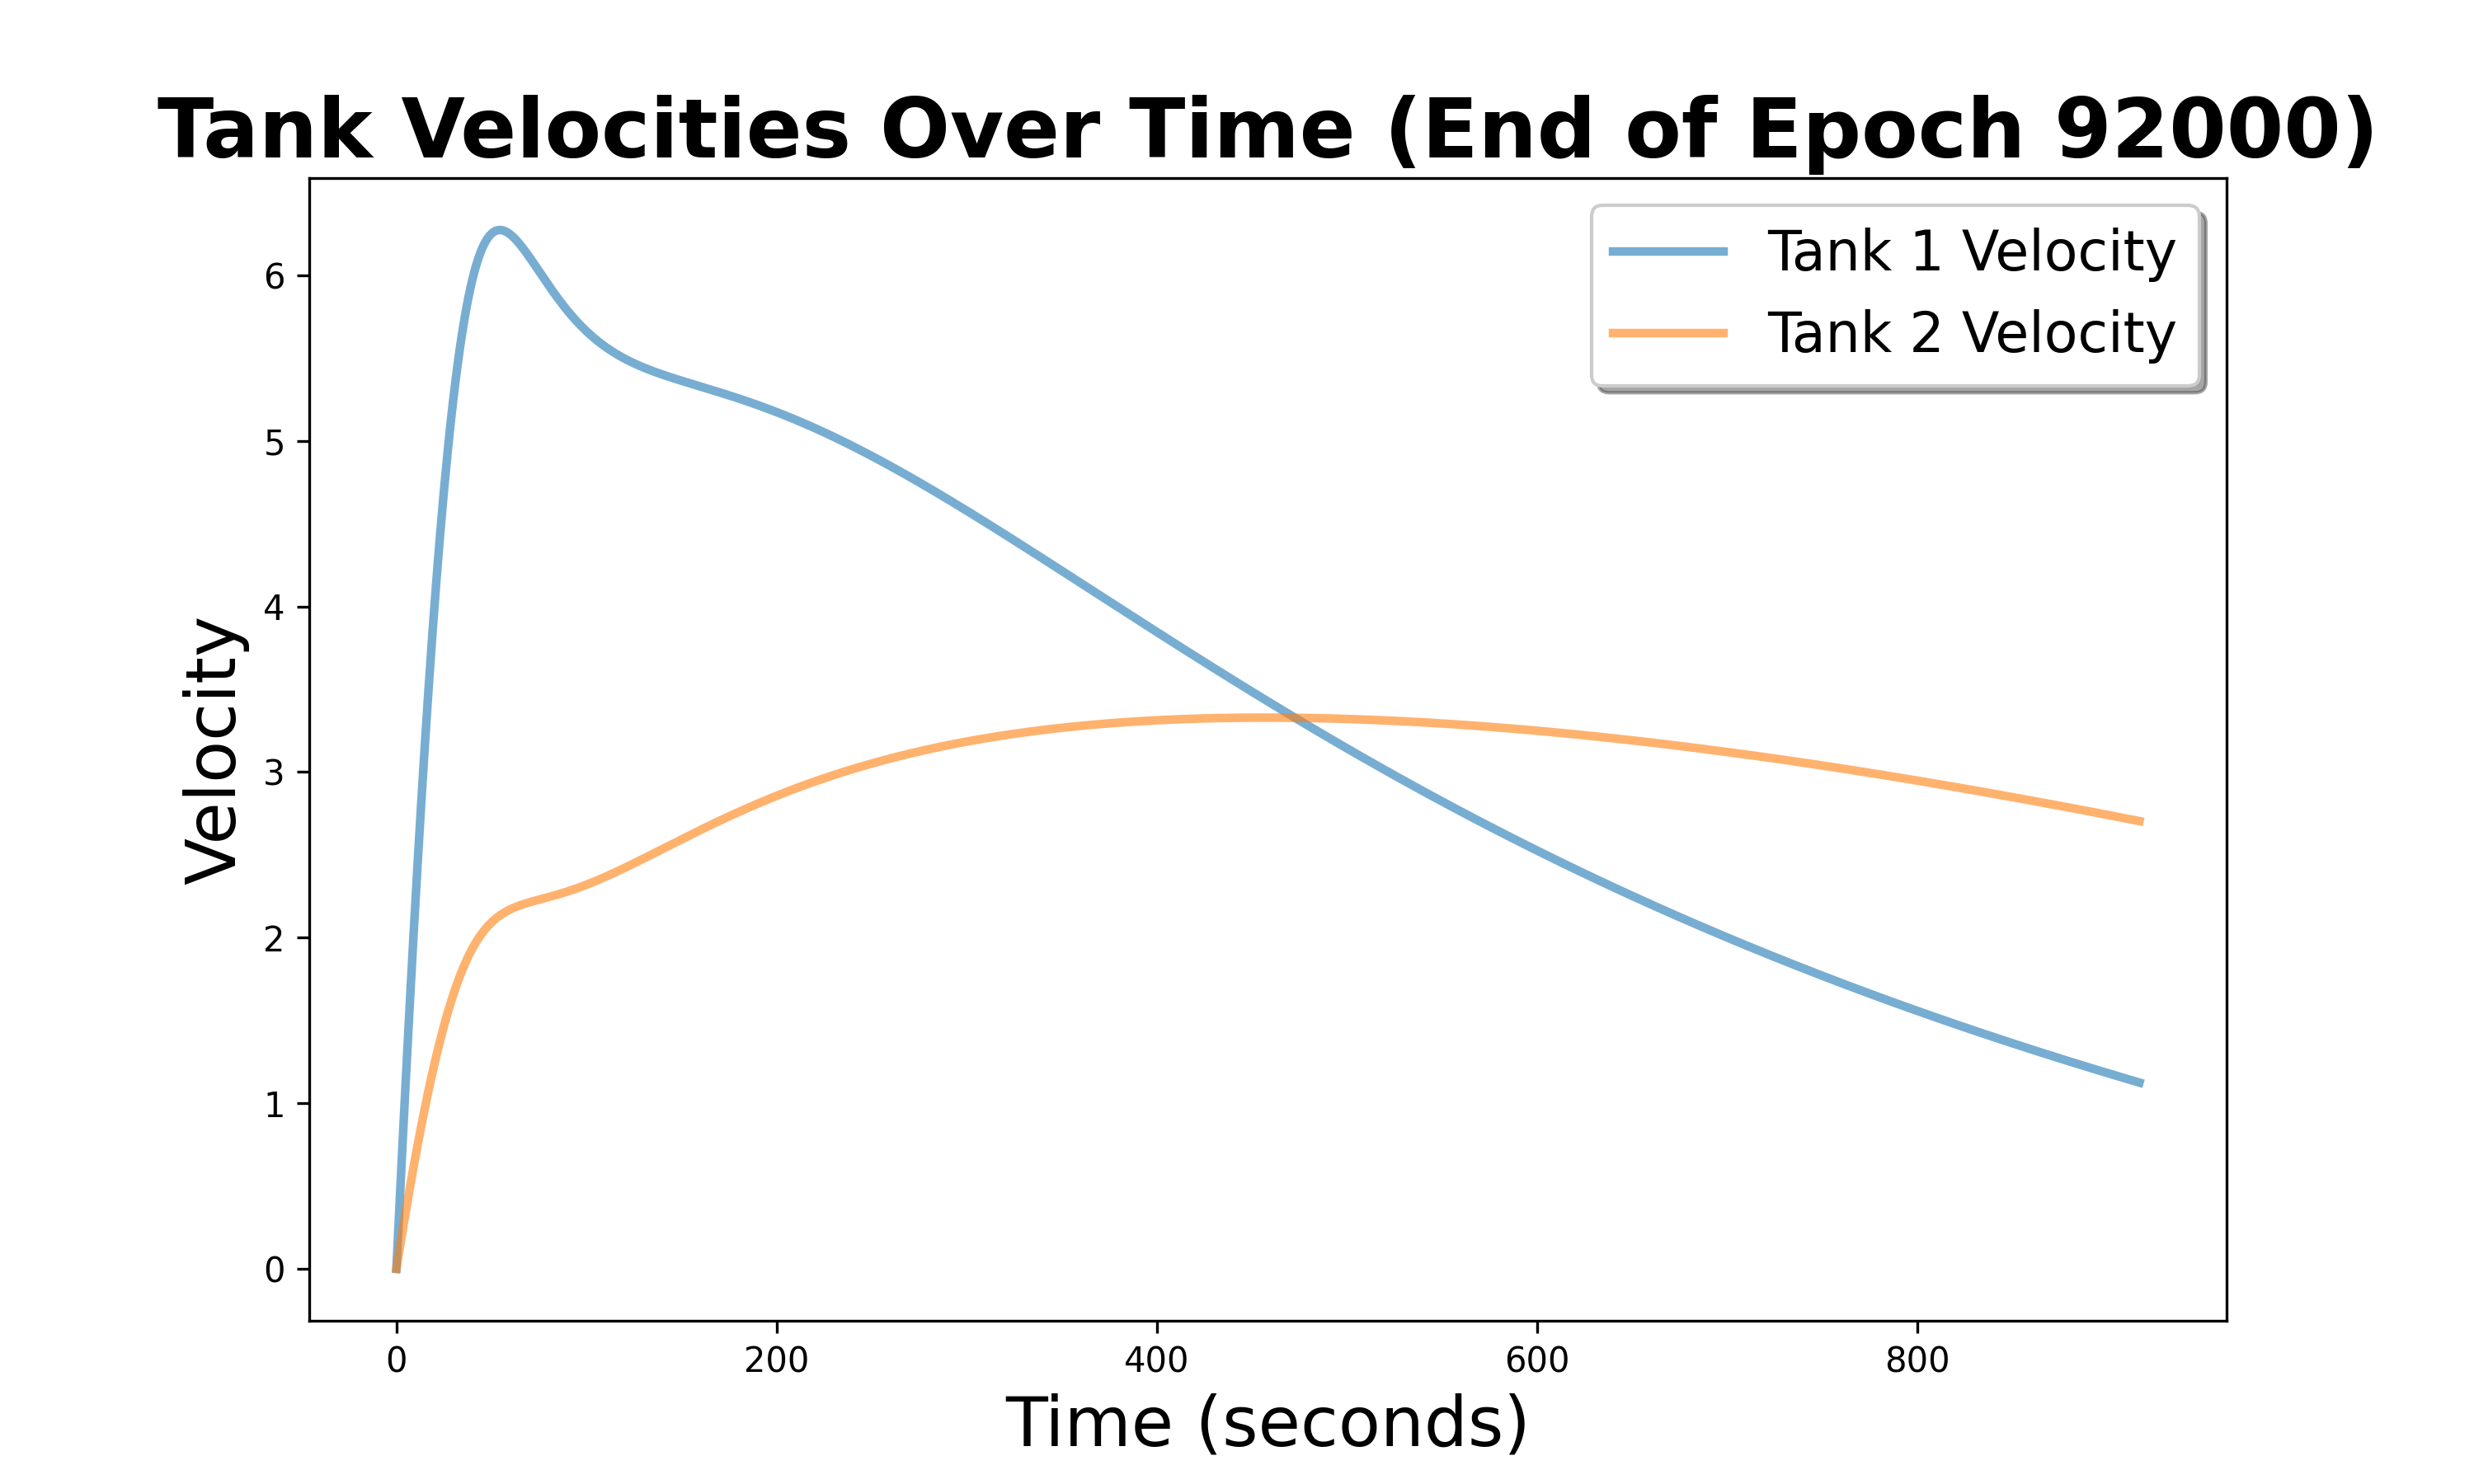 Tank Velocities Over Time (End of Epoch 92000)
Tank 1 Velocity
Tank 2 Velocity
Velocity
6
5
4
3
2
1
0
0 200 400 600 800
Time (seconds)